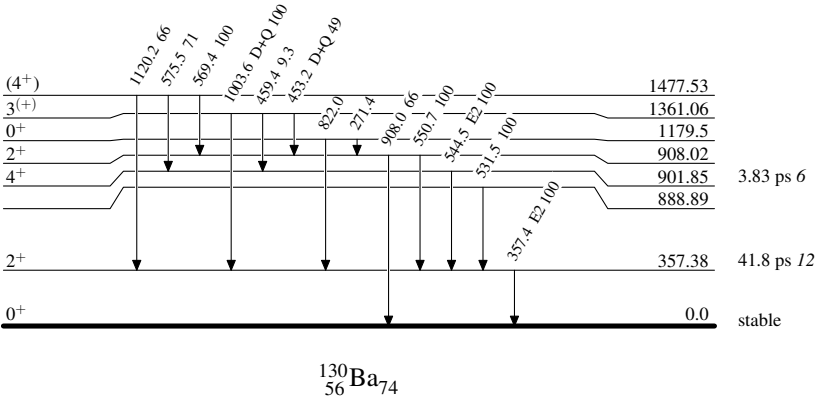 1120.2 66
575.5 71
569.4 100
1003.6 D+Q 100
459.4 9.3
453.2 D+Q 49
822.0
271.4
908.0 66
550.7 100
544.5 E2 100
531.5 100
357.4 E2 100
(4+) 1477.53
3(+) 1361.06
0+ 1179.5
2+ 908.02
4+ 901.85 3.83 ps 6
888.89
2+ 357.38 41.8 ps 12
0+ 0.0 stable
130 56 Ba 74